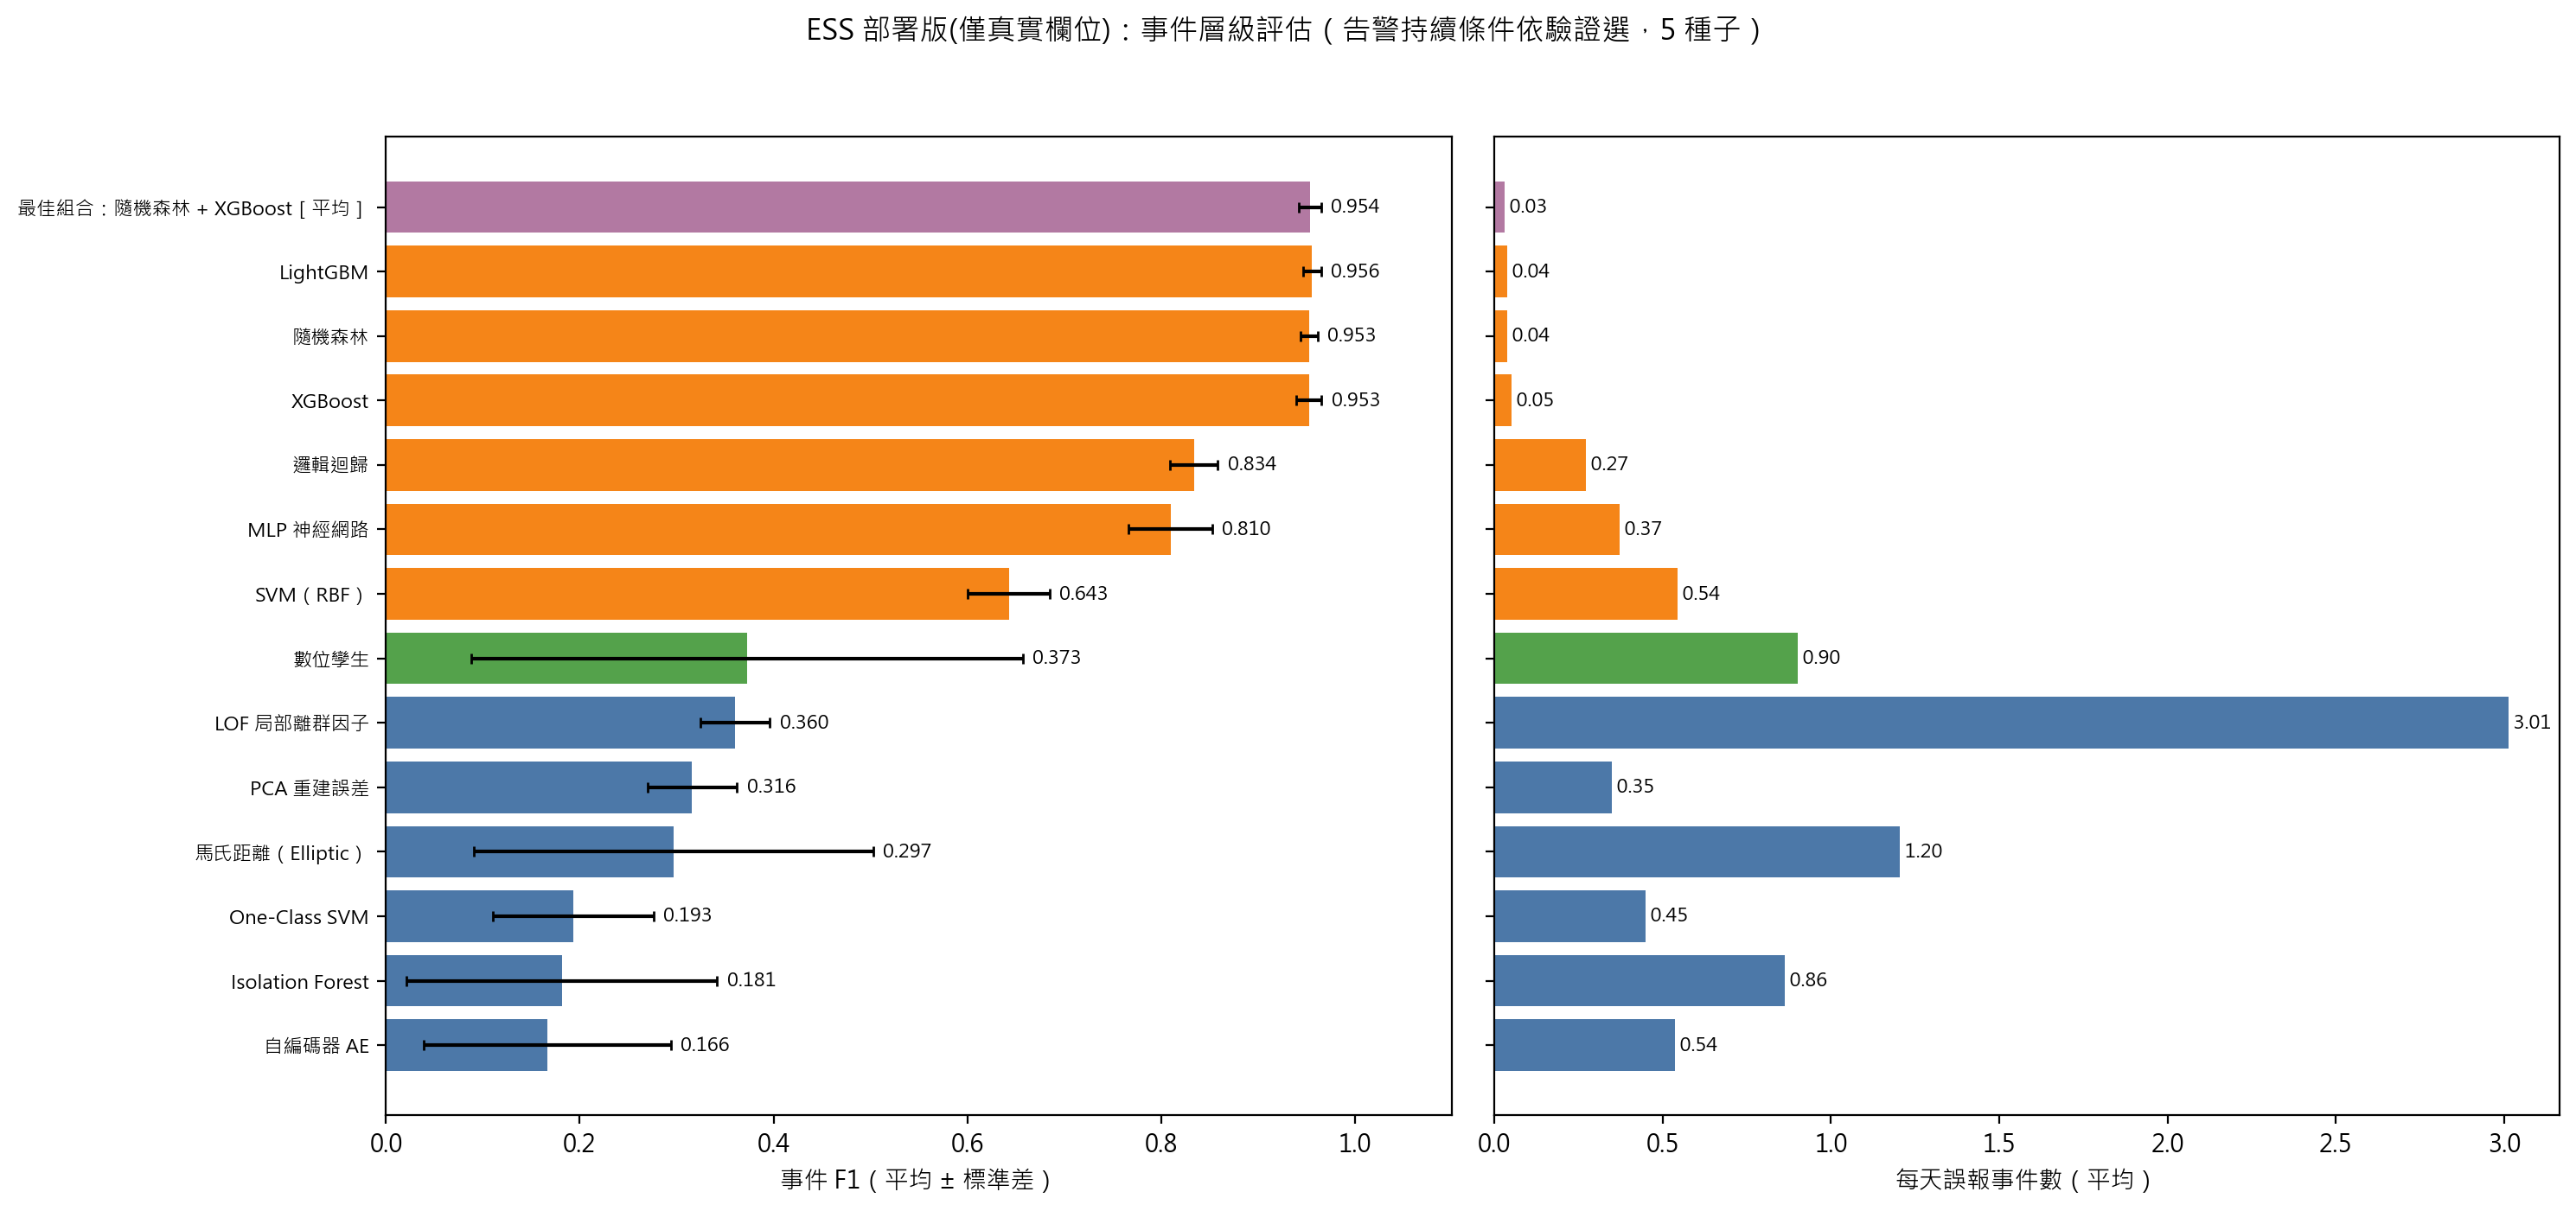 ESS 部署版(僅真實欄位)：事件層級評估（告警持續條件依驗證選，5 種子）
最佳組合：隨機森林 + XGBoost［平均］
LightGBM
隨機森林
XGBoost
邏輯迴歸
MLP 神經網路
SVM（RBF）
數位孿生
LOF 局部離群因子
PCA 重建誤差
馬氏距離（Elliptic）
One-Class SVM
Isolation Forest
自編碼器 AE
0.954
0.956
0.953
0.953
0.834
0.810
0.643
0.373
0.360
0.316
0.297
0.193
0.181
0.166
0.0 0.2 0.4 0.6 0.8 1.0
事件 F1（平均 ± 標準差）
0.03
0.04
0.04
0.05
0.27
0.37
0.54
0.90
3.01
0.35
1.20
0.45
0.86
0.54
0.0 0.5 1.0 1.5 2.0 2.5 3.0
每天誤報事件數（平均）